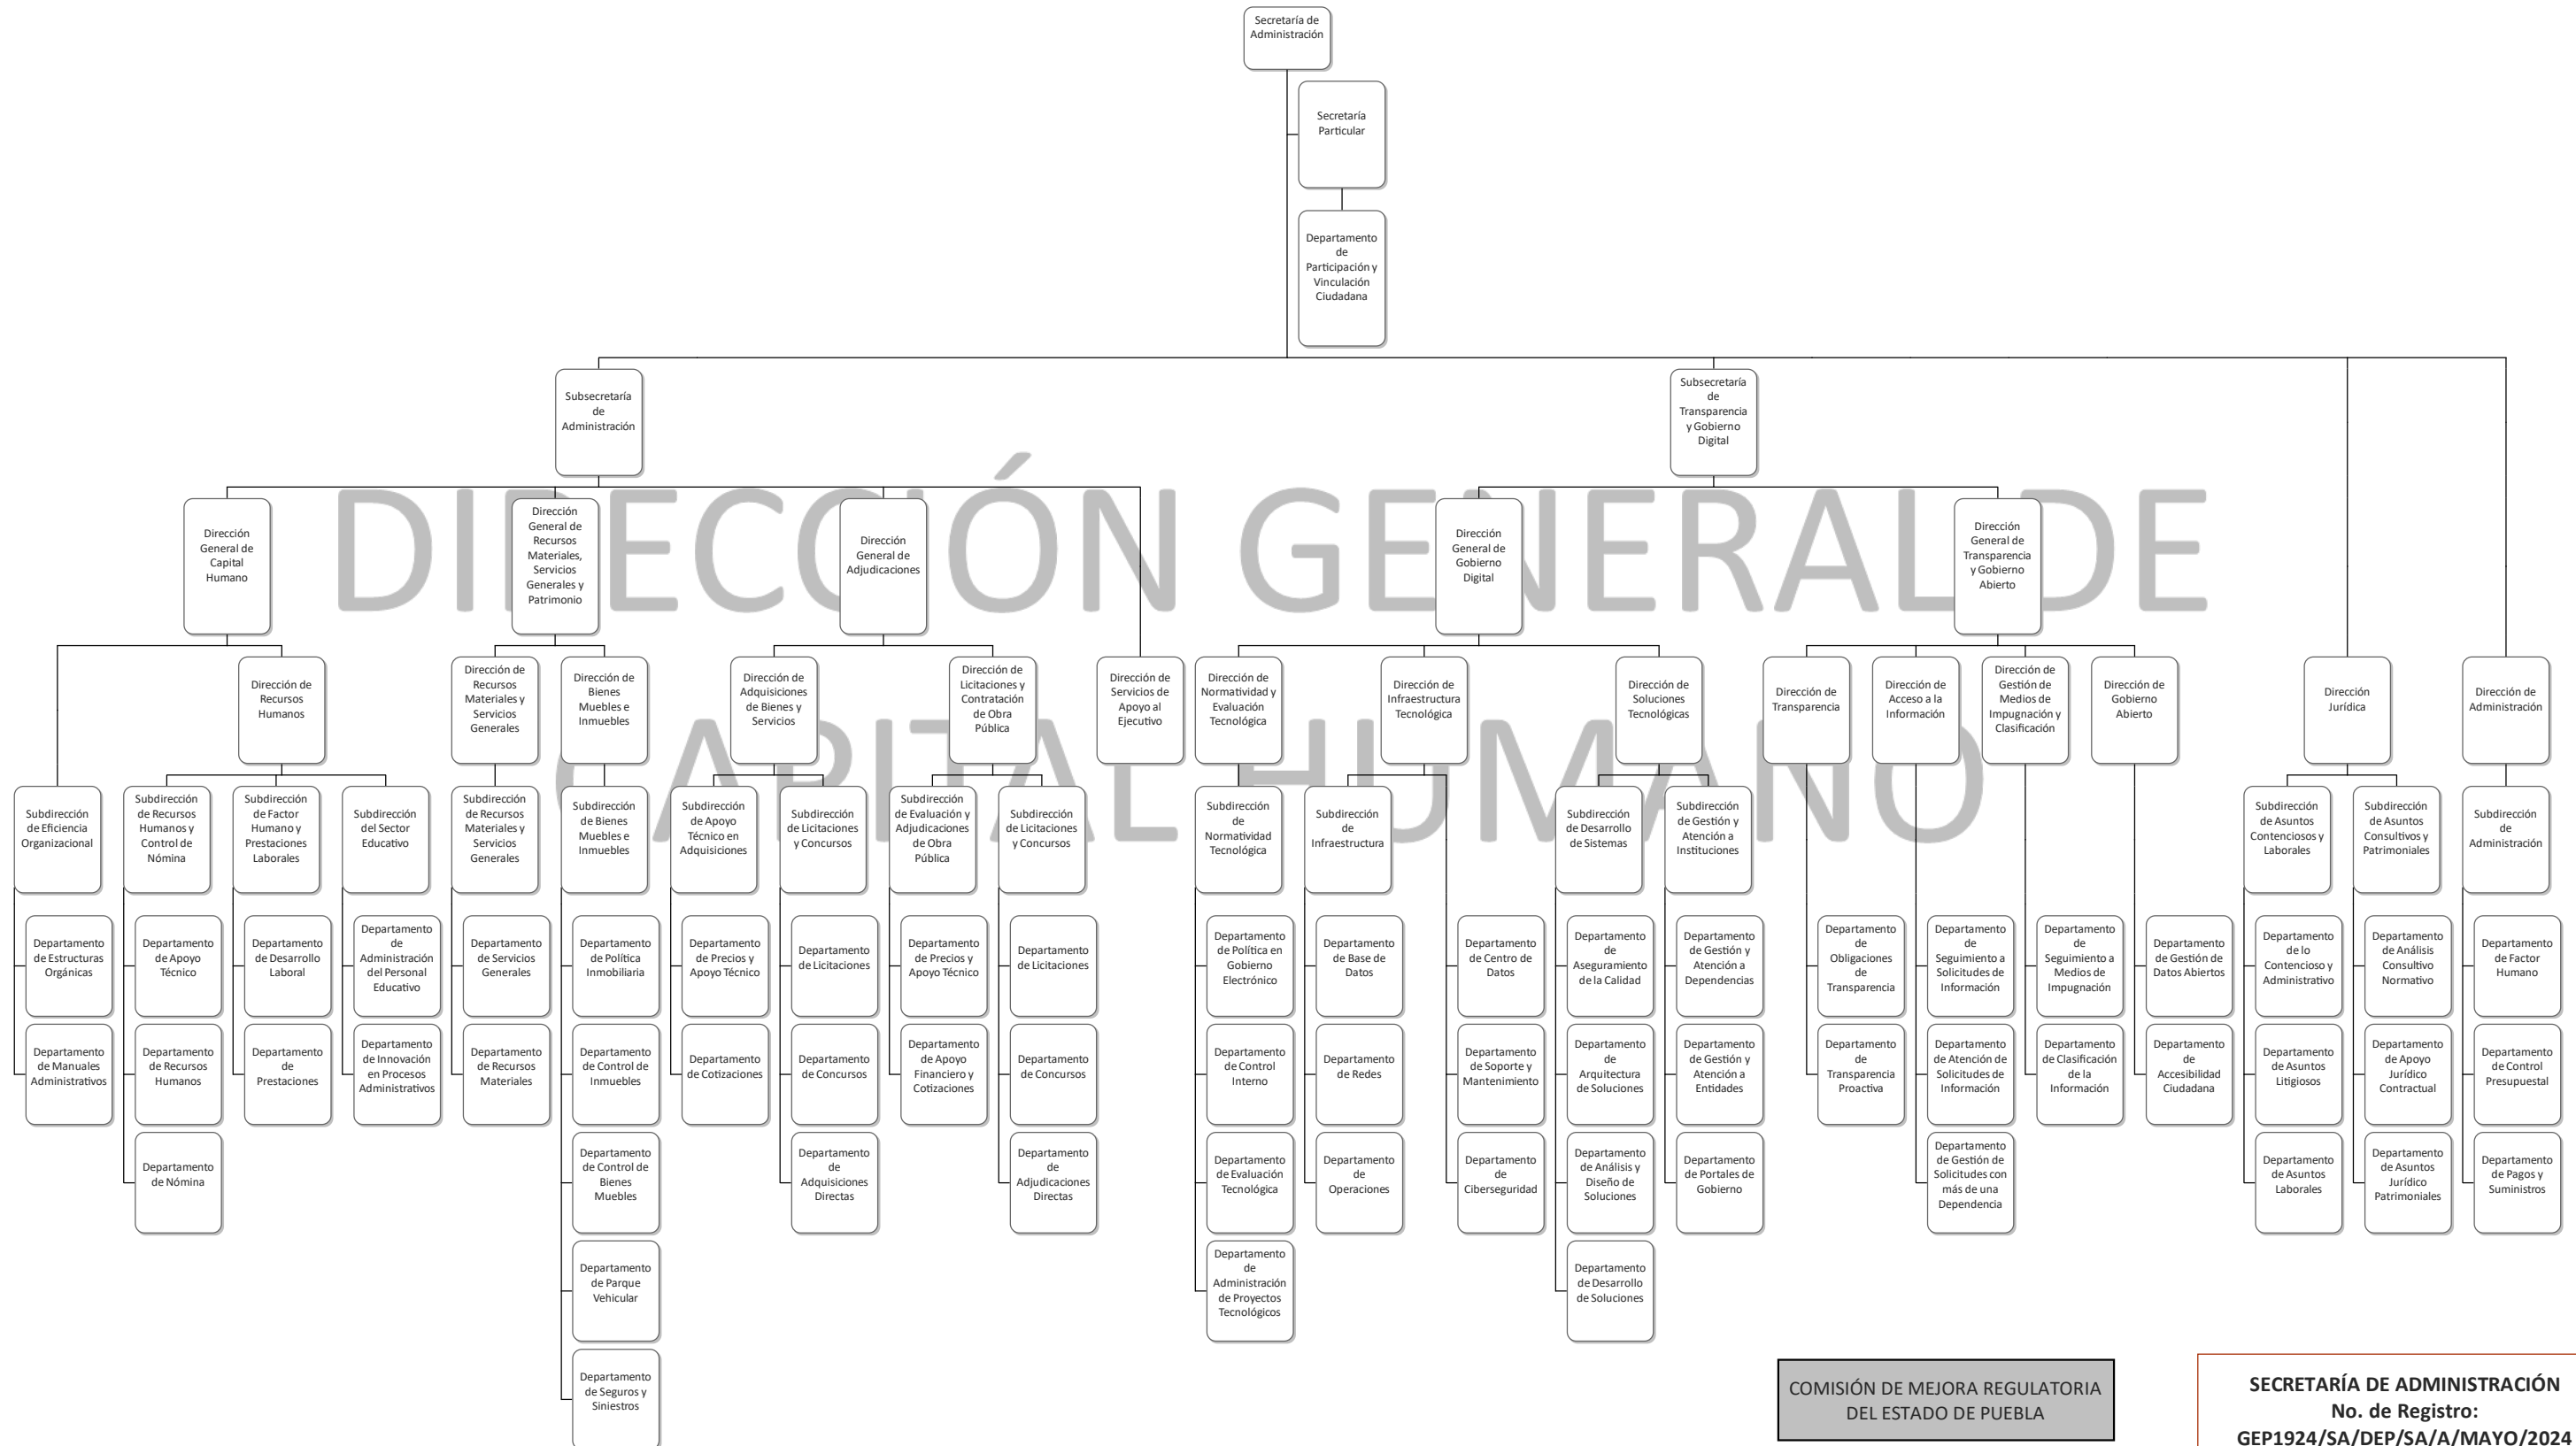 Secretaría de
Administración
Secretaría
Particular
Departamento
de
Participación y
Vinculación
Ciudadana
Subsecretaría
de
Administración
Subsecretaría
de
Transparencia
y Gobierno
Digital
DIRECCIÓN GENERAL DE
CAPITAL HUMANO
Dirección
General de
Capital
Humano
Dirección
General de
Recursos
Materiales,
Servicios
Generales y
Patrimonio
Dirección
General de
Adjudicaciones
Dirección
General de
Gobierno
Digital
Dirección
General de
Transparencia
y Gobierno
Abierto
Dirección de
Recursos
Humanos
Dirección de
Recursos
Materiales y
Servicios
Generales
Dirección de
Bienes
Muebles e
Inmuebles
Dirección de
Adquisiciones
de Bienes y
Servicios
Dirección de
Licitaciones y
Contratación
de Obra
Pública
Dirección de
Servicios de
Apoyo al
Ejecutivo
Dirección de
Normatividad y
Evaluación
Tecnológica
Dirección de
Infraestructura
Tecnológica
Dirección de
Soluciones
Tecnológicas
Dirección de
Transparencia
Dirección de
Acceso a la
Información
Dirección de
Gestión de
Medios de
Impugnación y
Clasificación
Dirección de
Gobierno
Abierto
Dirección
Jurídica
Dirección de
Administración
Subdirección
de Eficiencia
Organizacional
Subdirección
de Recursos
Humanos y
Control de
Nómina
Subdirección
de Factor
Humano y
Prestaciones
Laborales
Subdirección
del Sector
Educativo
Subdirección
de Recursos
Materiales y
Servicios
Generales
Subdirección
de Bienes
Muebles e
Inmuebles
Subdirección
de Apoyo
Técnico en
Adquisiciones
Subdirección
de Licitaciones
y Concursos
Subdirección
de Evaluación y
Adjudicaciones
de Obra
Pública
Subdirección
de Licitaciones
y Concursos
Subdirección
de
Normatividad
Tecnológica
Subdirección
de
Infraestructura
Subdirección
de Desarrollo
de Sistemas
Subdirección
de Gestión y
Atención a
Instituciones
Subdirección
de Asuntos
Contenciosos y
Laborales
Subdirección
de Asuntos
Consultivos y
Patrimoniales
Subdirección
de
Administración
Departamento
de Estructuras
Orgánicas
Departamento
de Apoyo
Técnico
Departamento
de Desarrollo
Laboral
Departamento
de
Administración
del Personal
Educativo
Departamento
de Servicios
Generales
Departamento
de Política
Inmobiliaria
Departamento
de Precios y
Apoyo Técnico
Departamento
de Licitaciones
Departamento
de Precios y
Apoyo Técnico
Departamento
de Licitaciones
Departamento
de Política en
Gobierno
Electrónico
Departamento
de Base de
Datos
Departamento
de Centro de
Datos
Departamento
de
Aseguramiento
de la Calidad
Departamento
de Gestión y
Atención a
Dependencias
Departamento
de
Obligaciones
de
Transparencia
Departamento
de
Seguimiento a
Solicitudes de
Información
Departamento
de
Seguimiento a
Medios de
Impugnación
Departamento
de Gestión de
Datos Abiertos
Departamento
de lo
Contencioso y
Administrativo
Departamento
de Análisis
Consultivo
Normativo
Departamento
de Factor
Humano
Departamento
de Manuales
Administrativos
Departamento
de Recursos
Humanos
Departamento
de
Prestaciones
Departamento
de Innovación
en Procesos
Administrativos
Departamento
de Recursos
Materiales
Departamento
de Control de
Inmuebles
Departamento
de Cotizaciones
Departamento
de Concursos
Departamento
de Apoyo
Financiero y
Cotizaciones
Departamento
de Concursos
Departamento
de Control
Interno
Departamento
de Redes
Departamento
de Soporte y
Mantenimiento
Departamento
de
Arquitectura
de Soluciones
Departamento
de Gestión y
Atención a
Entidades
Departamento
de
Transparencia
Proactiva
Departamento
de Atención de
Solicitudes de
Información
Departamento
de Clasificación
de la
Información
Departamento
de
Accesibilidad
Ciudadana
Departamento
de Asuntos
Litigiosos
Departamento
de Apoyo
Jurídico
Contractual
Departamento
de Control
Presupuestal
Departamento
de Nómina
Departamento
de Control de
Bienes
Muebles
Departamento
de
Adquisiciones
Directas
Departamento
de
Adjudicaciones
Directas
Departamento
de Evaluación
Tecnológica
Departamento
de
Operaciones
Departamento
de
Ciberseguridad
Departamento
de Análisis y
Diseño de
Soluciones
Departamento
de Portales de
Gobierno
Departamento
de Gestión de
Solicitudes con
más de una
Dependencia
Departamento
de Asuntos
Laborales
Departamento
de Asuntos
Jurídico
Patrimoniales
Departamento
de Pagos y
Suministros
Departamento
de Parque
Vehicular
Departamento
de
Administración
de Proyectos
Tecnológicos
Departamento
de Desarrollo
de Soluciones
Departamento
de Seguros y
Siniestros
COMISIÓN DE MEJORA REGULATORIA
DEL ESTADO DE PUEBLA
SECRETARÍA DE ADMINISTRACIÓN
No. de Registro:
GEP1924/SA/DEP/SA/A/MAYO/2024